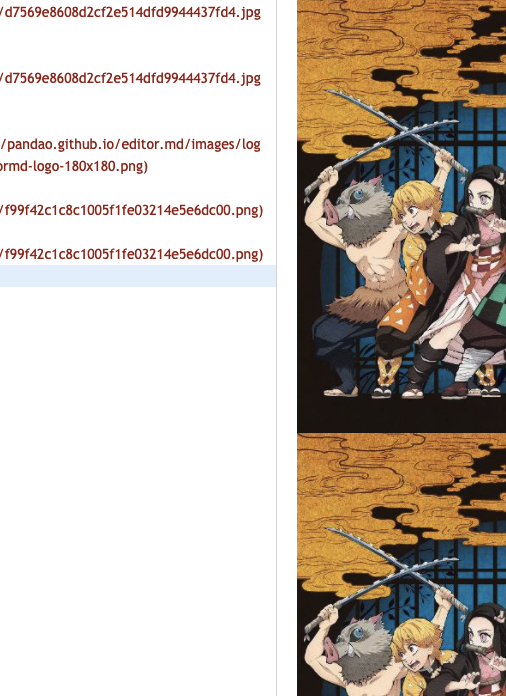 /d7569e8608d2cf2e514dfd9944437fd4.jpg
/d7569e8608d2cf2e514dfd9944437fd4.jpg
/pandao.github.io/editor.md/images/log
ormd-logo-180x180.png)
/f99f42c1c8c1005f1fe03214e5e6dc00.png)
/f99f42c1c8c1005f1fe03214e5e6dc00.png)